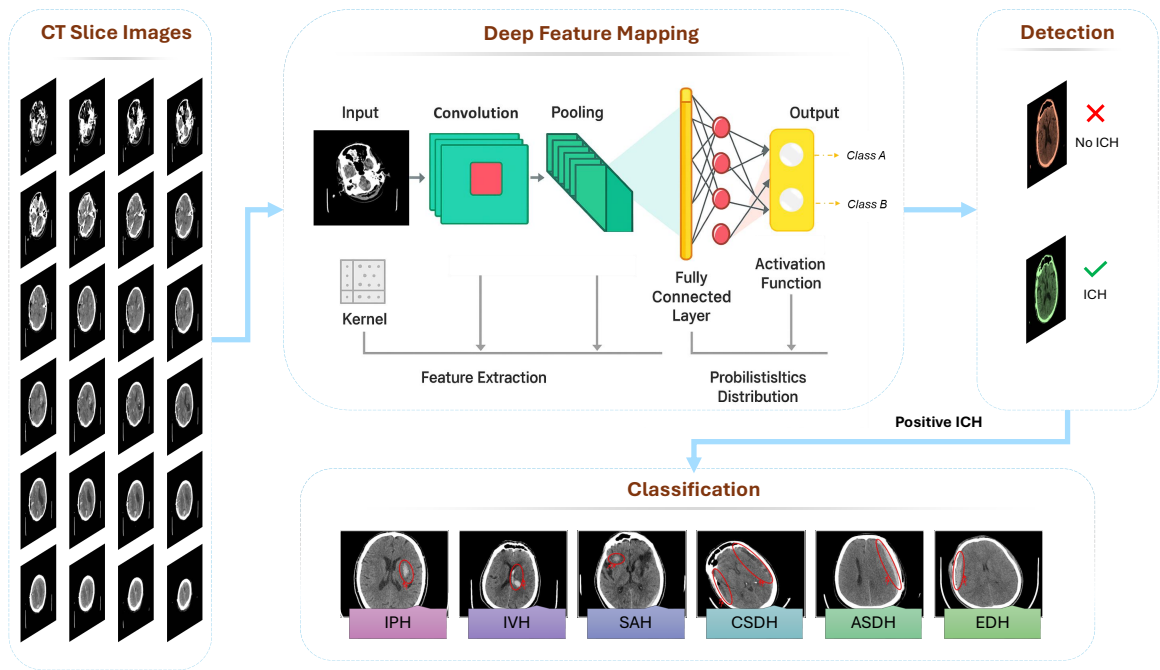 CT Slice Images
Deep Feature Mapping
Input
Convolution
Pooling
Output
Class A
Class B
Kernel
Fully
Connected
Layer
Activation
Function
Feature Extraction
Probilistisltics
Distribution
Detection
No ICH
ICH
Positive ICH
Classification
IPH
IVH
SAH
CSDH
ASDH
EDH